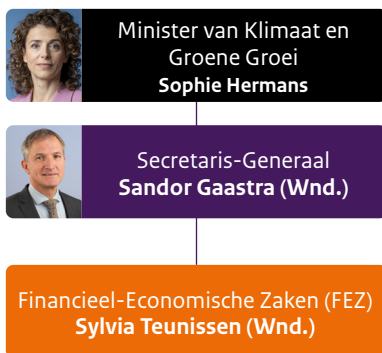 Minister van Klimaat en
Groene Groei
Sophie Hermans
Secretaris-Generaal
Sandor Gaastra (Wnd.)
Financieel-Economische Zaken (FEZ)
Sylvia Teunissen (Wnd.)